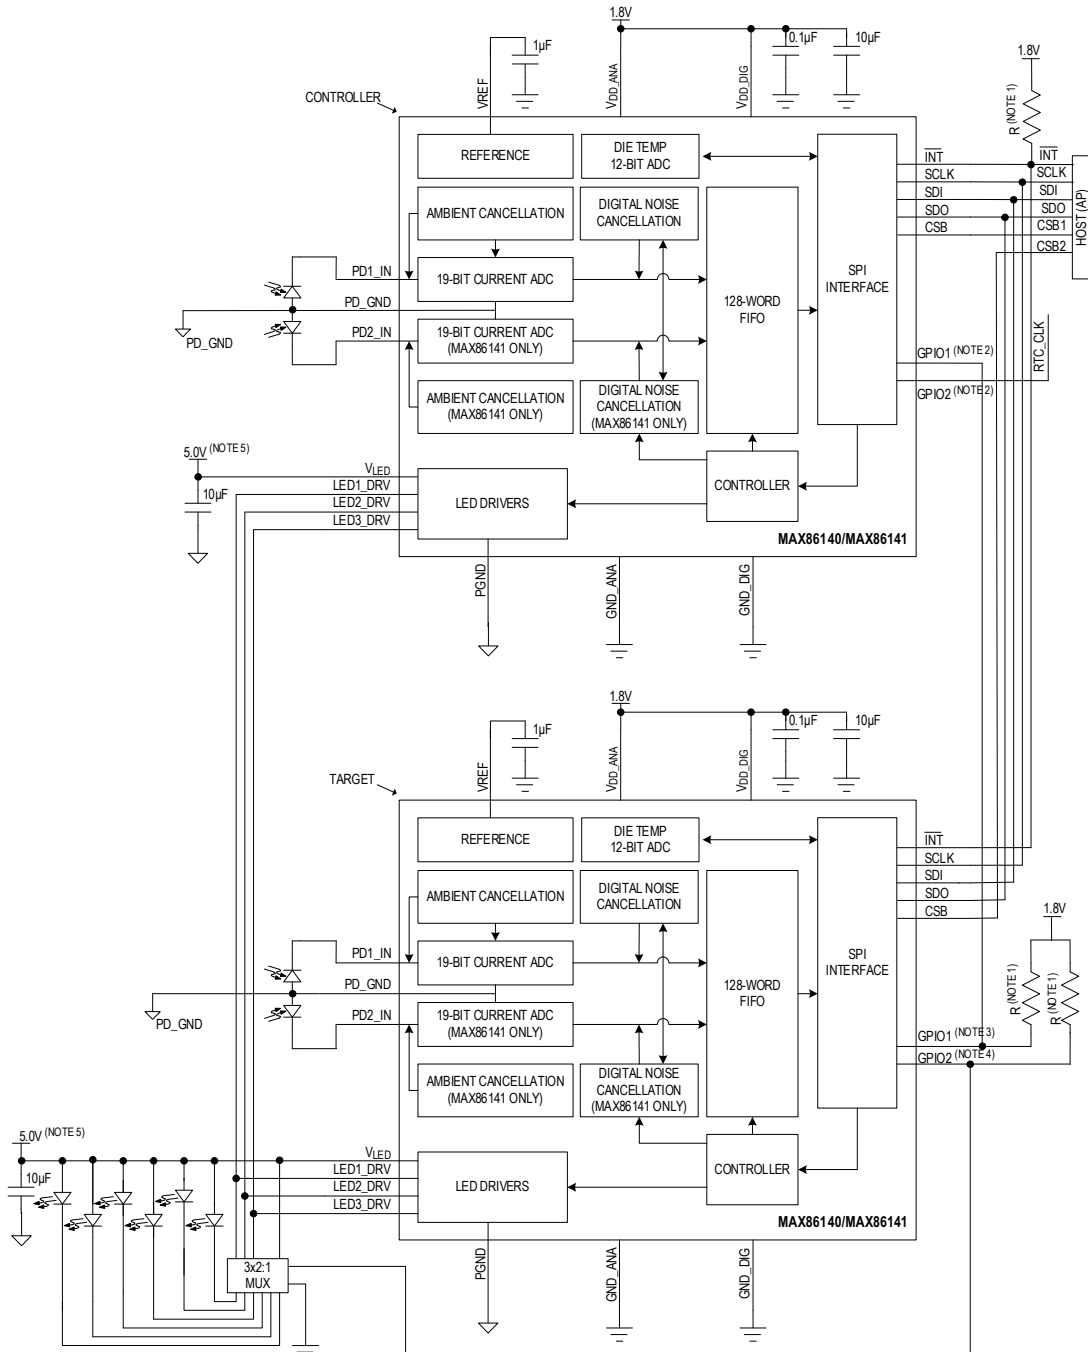 1.8V
0.1µF
10µF
1µF
1.8V
VREF
VDD_ANA
VDD_DIG
R (NOTE 1)
CONTROLLER
REFERENCE
DIE TEMP
12-BIT ADC
INT
INT
SCLK
SCLK
SDI
SDI
SDO
SDO
CSB
CSB1
CSB2
HOST (AP)
AMBIENT CANCELLATION
DIGITAL NOISE
CANCELLATION
SPI
INTERFACE
PD1_IN
19-BIT CURRENT ADC
128-WORD
FIFO
PD_GND
PD_GND
PD2_IN
19-BIT CURRENT ADC
(MAX86141 ONLY)
GPIO1 (NOTE 2)
RTC_CLK
GPIO2 (NOTE 2)
AMBIENT CANCELLATION
(MAX86141 ONLY)
DIGITAL NOISE
CANCELLATION
(MAX86141 ONLY)
5.0V (NOTE 5)
10µF
VLED
LED1_DRV
LED2_DRV
LED3_DRV
LED DRIVERS
CONTROLLER
MAX86140/MAX86141
PGND
GND_ANA
GND_DIG
1.8V
0.1µF
10µF
1µF
VREF
VDD_ANA
VDD_DIG
TARGET
REFERENCE
DIE TEMP
12-BIT ADC
INT
SCLK
SDI
SDO
CSB
AMBIENT CANCELLATION
DIGITAL NOISE
CANCELLATION
SPI
INTERFACE
1.8V
R (NOTE 1)
R (NOTE 1)
PD1_IN
19-BIT CURRENT ADC
128-WORD
FIFO
PD_GND
PD_GND
PD2_IN
19-BIT CURRENT ADC
(MAX86141 ONLY)
GPIO1 (NOTE 3)
GPIO2 (NOTE 4)
AMBIENT CANCELLATION
(MAX86141 ONLY)
DIGITAL NOISE
CANCELLATION
(MAX86141 ONLY)
5.0V (NOTE 5)
10µF
VLED
LED1_DRV
LED2_DRV
LED3_DRV
LED DRIVERS
CONTROLLER
MAX86140/MAX86141
3x2:1
MUX
PGND
GND_ANA
GND_DIG